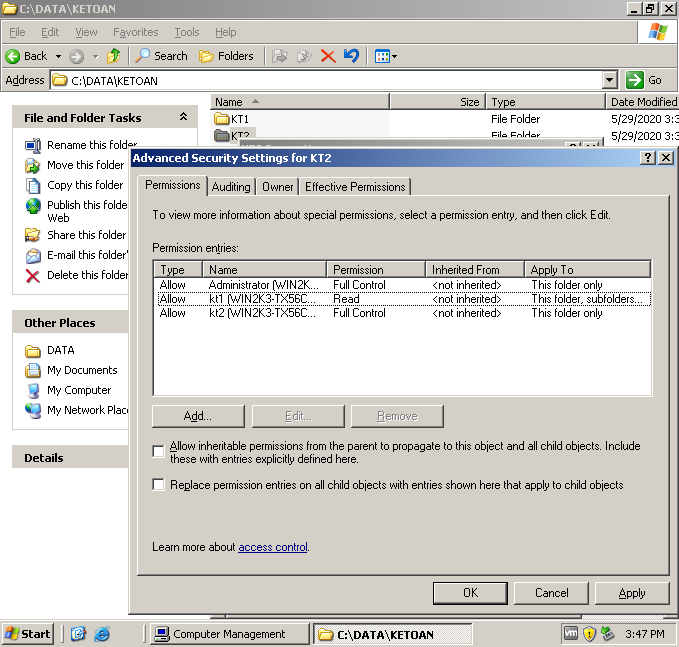 C:\DATA\KETOAN
File Edit View Favorites Tools Help
Back Search Folders
Address C:\DATA\KETOAN Go
File and Folder Tasks
Rename this folder
Move this folder
Copy this folder
Publish this folde
Web
Share this folder
E-mail this folder'
Delete this folder
Other Places
DATA
My Documents
My Computer
My Network Plac
Details
Name Size Type Date Modified
KT1 File Folder 5/29/2020 3:3
KT2 File Folder 5/29/2020 3:3
Advanced Security Settings for KT2
Permissions Auditing Owner Effective Permissions
To view more information about special permissions, select a permission entry, and then click Edit.
Permission entries:
Type Name Permission Inherited From Apply To
Allow Administrator (WIN2K... Full Control <not inherited> This folder only
Allow kt1 (WIN2K3-TX56C... Read <not inherited> This folder, subfolders...
Allow kt2 (WIN2K3-TX56C... Full Control <not inherited> This folder only
Add... Edit... Remove
Allow inheritable permissions from the parent to propagate to this object and all child objects. Include
these with entries explicitly defined here.
Replace permission entries on all child objects with entries shown here that apply to child objects
Learn more about access control.
OK Cancel Apply
Start Computer Management C:\DATA\KETOAN vm 3:47 PM